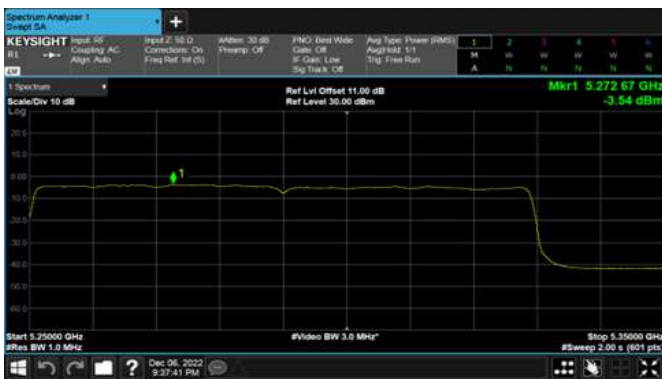 Spectrum Analyzer 1
Swept SA
+
KEYSIGHT Input: RF Input Z: 50 Ω #Atten: 30 dB PNO: Best Wide Avg Type: Power (RMS) 1 2 3 4 5 6
RL Coupling: AC Corrections: On Preamp: Off Gate: Off Avg|Hold: 1/1 M W W W W W
Align: Auto Freq Ref: Int (S) IF Gain: Low Trig: Free Run
LXI Sig Track: Off A N N N N N
1 Spectrum Ref Lvl Offset 11.00 dB Mkr1 5.272 67 GHz
Scale/Div 10 dB Ref Level 30.00 dBm -3.54 dBm
Log
20.0
10.0
0.00
1
-10.0
-20.0
-30.0
-40.0
-50.0
-60.0
Start 5.25000 GHz #Video BW 3.0 MHz* Stop 5.35000 GHz
#Res BW 1.0 MHz #Sweep 2.00 s (601 pts)
? Dec 06, 2022
9:37:41 PM